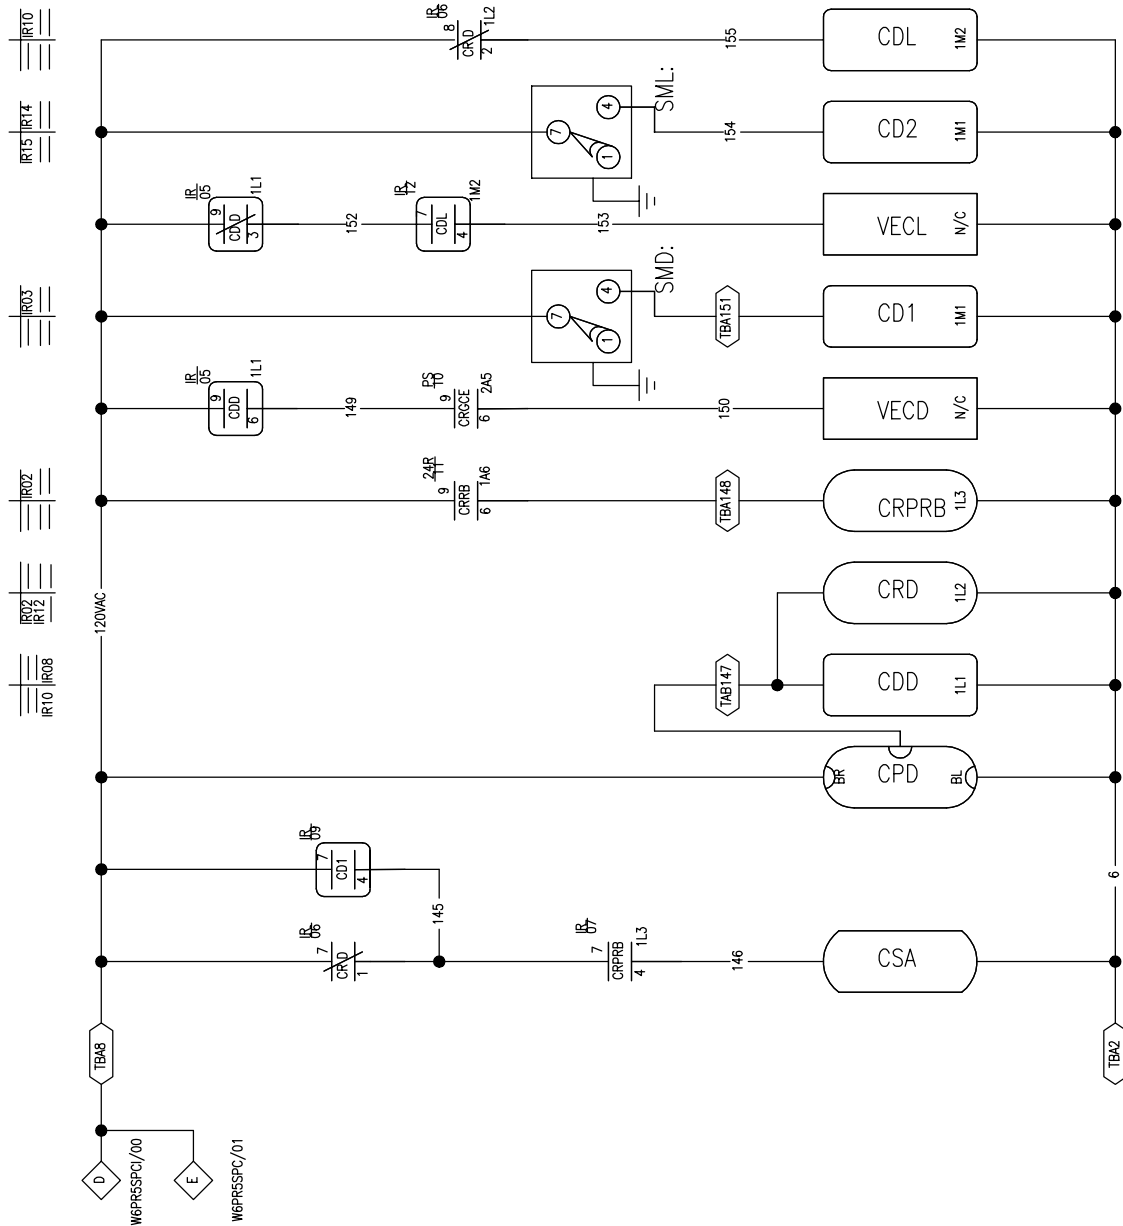 IR10
IR
06
8
CRD
2
1L2
155
CDL
1M2
IR14
IR15
7
4
1
SML:
154
CD2
1M1
IR
05
9
CDD
3
1L1
152
IR
12
7
CDL
4
1M2
153
VECL
N/C
IR03
7
4
1
SMD:
TBA151
CD1
1M1
IR
05
9
CDD
6
1L1
149
PS
10
9
CRGCE
6
2A5
150
VECD
N/C
IR02
24R
11
9
CRRB
6
1A6
TBA148
CRPRB
1L3
IR02
IR12
120VAC
CRD
1L2
IR08
IR10
TAB147
CDD
1L1
BR
CPD
BL
IR
09
7
CD1
4
145
6
IR
06
7
CRD
1
IR
07
7
CRPRB
4
1L3
146
CSA
TBA8
TBA2
D
W6PR5SPCI/00
E
W6PR5SPC/01